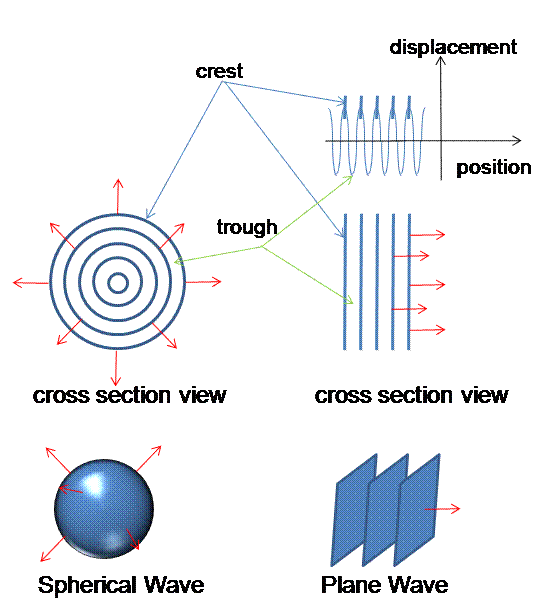 displacement
crest
position
trough
cross section view
cross section view
Spherical Wave
Plane Wave